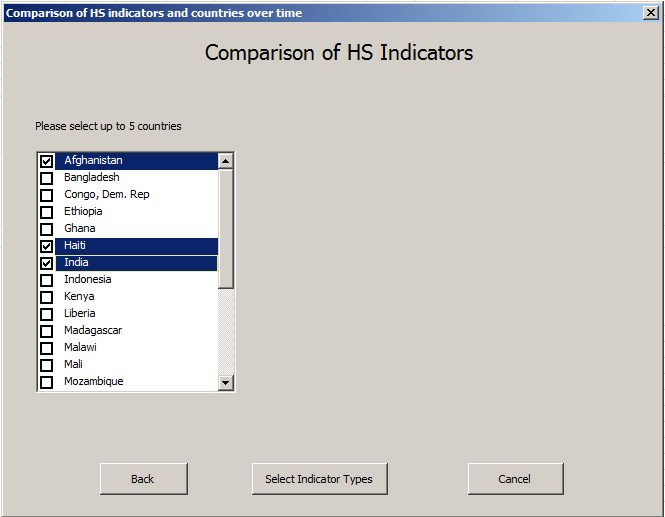 Comparison of HS indicators and countries over time
Comparison of HS Indicators
Please select up to 5 countries
Afghanistan
Bangladesh
Congo, Dem. Rep
Ethiopia
Ghana
Haiti
India
Indonesia
Kenya
Liberia
Madagascar
Malawi
Mali
Mozambique
Back
Select Indicator Types
Cancel